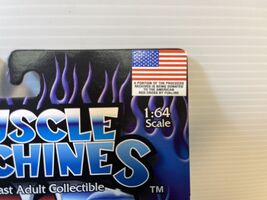 A PORTION OF THE PROCEEDS
RECEIVED IS BEING DONATED
TO THE AMERICAN
RED CROSS BY FUNLINE
1:64
Scale
USCLE
ACHINES
ast Adult Collectible
TM